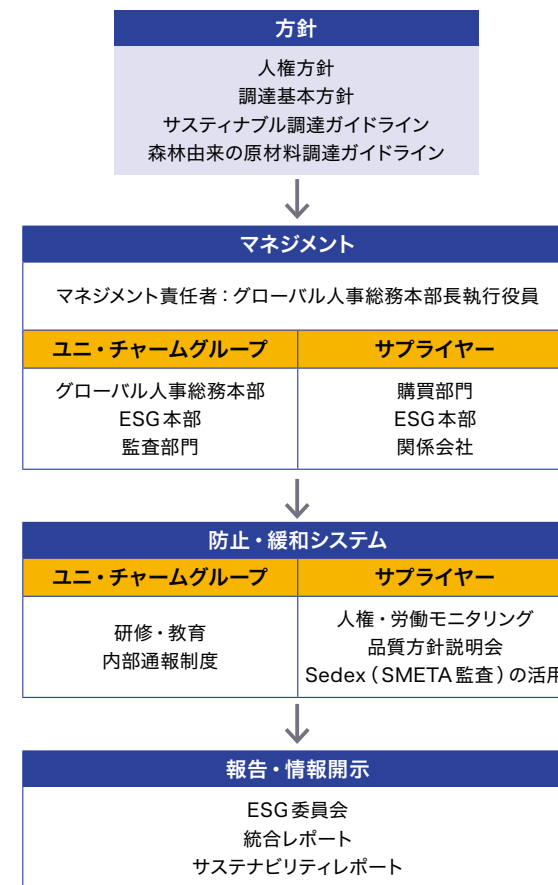 方針
人権方針
調達基本方針
サスティナブル調達ガイドライン
森林由来の原材料調達ガイドライン
マネジメント
マネジメント責任者：グローバル人事総務本部長執行役員
ユニ・チャームグループ
サプライヤー
グローバル人事総務本部
ESG本部
監査部門
購買部門
ESG本部
関係会社
防止・緩和システム
ユニ・チャームグループ
サプライヤー
研修・教育
内部通報制度
人権・労働モニタリング
品質方針説明会
Sedex（SMETA監査）の活用
報告・情報開示
ESG委員会
統合レポート
サステナビリティレポート